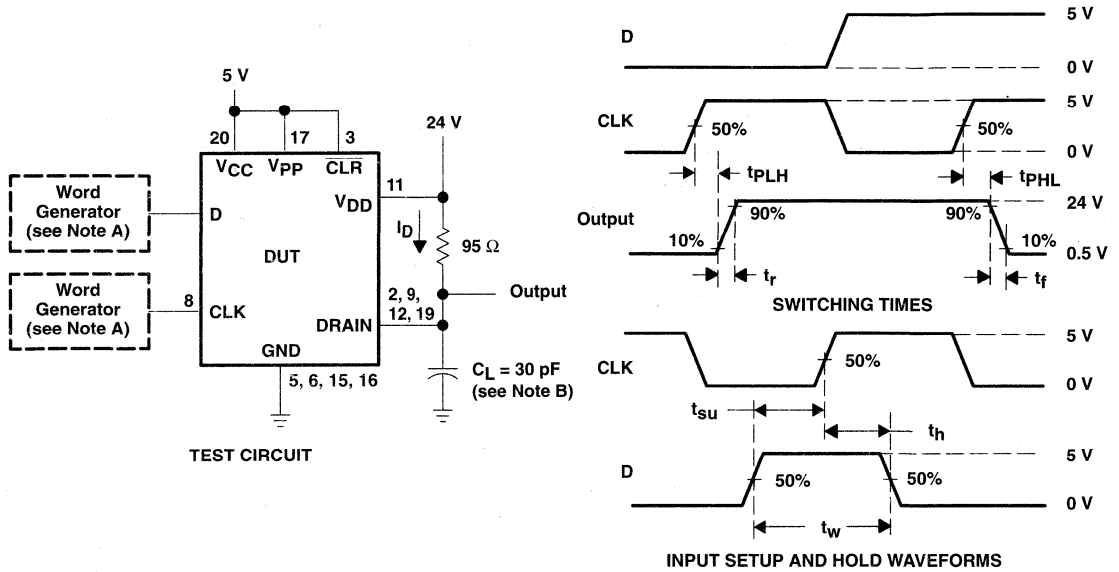 5 V
20
17
3
VCC
VPP
CLR
24 V
Word
Generator
(see Note A)
D
11
VDD
ID
95 Ω
DUT
Word
Generator
(see Note A)
8
CLK
2, 9,
12, 19
Output
DRAIN
GND
5, 6, 15, 16
CL = 30 pF
(see Note B)
TEST CIRCUIT
D
5 V
0 V
CLK
50%
50%
5 V
0 V
tPLH
tPHL
Output
10%
90%
90%
10%
24 V
0.5 V
tr
tf
SWITCHING TIMES
CLK
50%
5 V
0 V
tsu
th
D
50%
50%
5 V
0 V
tw
INPUT SETUP AND HOLD WAVEFORMS